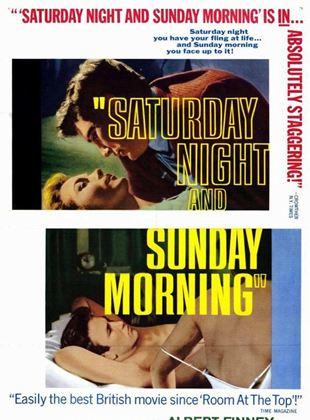 "'SATURDAY NIGHT AND SUNDAY MORNING' IS IN...
ABSOLUTELY STAGGERING!"
—CROWTHER
N.Y. TIMES
Saturday night
you have your fling at life...
and Sunday morning
you face up to it!
"SATURDAY
NIGHT
AND
SUNDAY
MORNING"
"Easily the best British movie since 'Room At The Top'!"
TIME MAGAZINE
ALBERT FINNEY